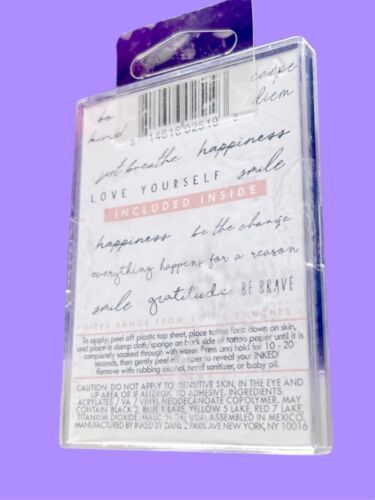 be kind
carpe diem
14516 02519
just breathe happiness
LOVE YOURSELF smile
INCLUDED INSIDE
happiness be the change
everything happens for a reason
smile gratitude BE BRAVE
SIZES RANGE FROM INCHES
To apply: peel off plastic top sheet, place tattoo face down on skin,
and place a damp cloth/sponge on back side of tattoo paper until it is
completely soaked through with water. Press and hold for 10 - 20
seconds, then gently peel off paper to reveal your INKED!
Remove with rubbing alcohol, hand sanitizer, or baby oil.
CAUTION: DO NOT APPLY TO SENSITIVE SKIN, IN THE EYE AND
LIP AREA OR IF ALLERGIC TO ADHESIVE. INGREDIENTS:
ACRYLATES / VA / VINYL NEODECANOATE COPOLYMER, MAY
CONTAIN: BLACK 2, BLUE 1 LAKE, YELLOW 5 LAKE, RED 7 LAKE,
TITANIUM DIOXIDE. MADE IN THE USA. ASSEMBLED IN MEXICO.
MANUFACTURED BY INKED BY DANI, 2 PARK AVE NEW YORK, NY 10016